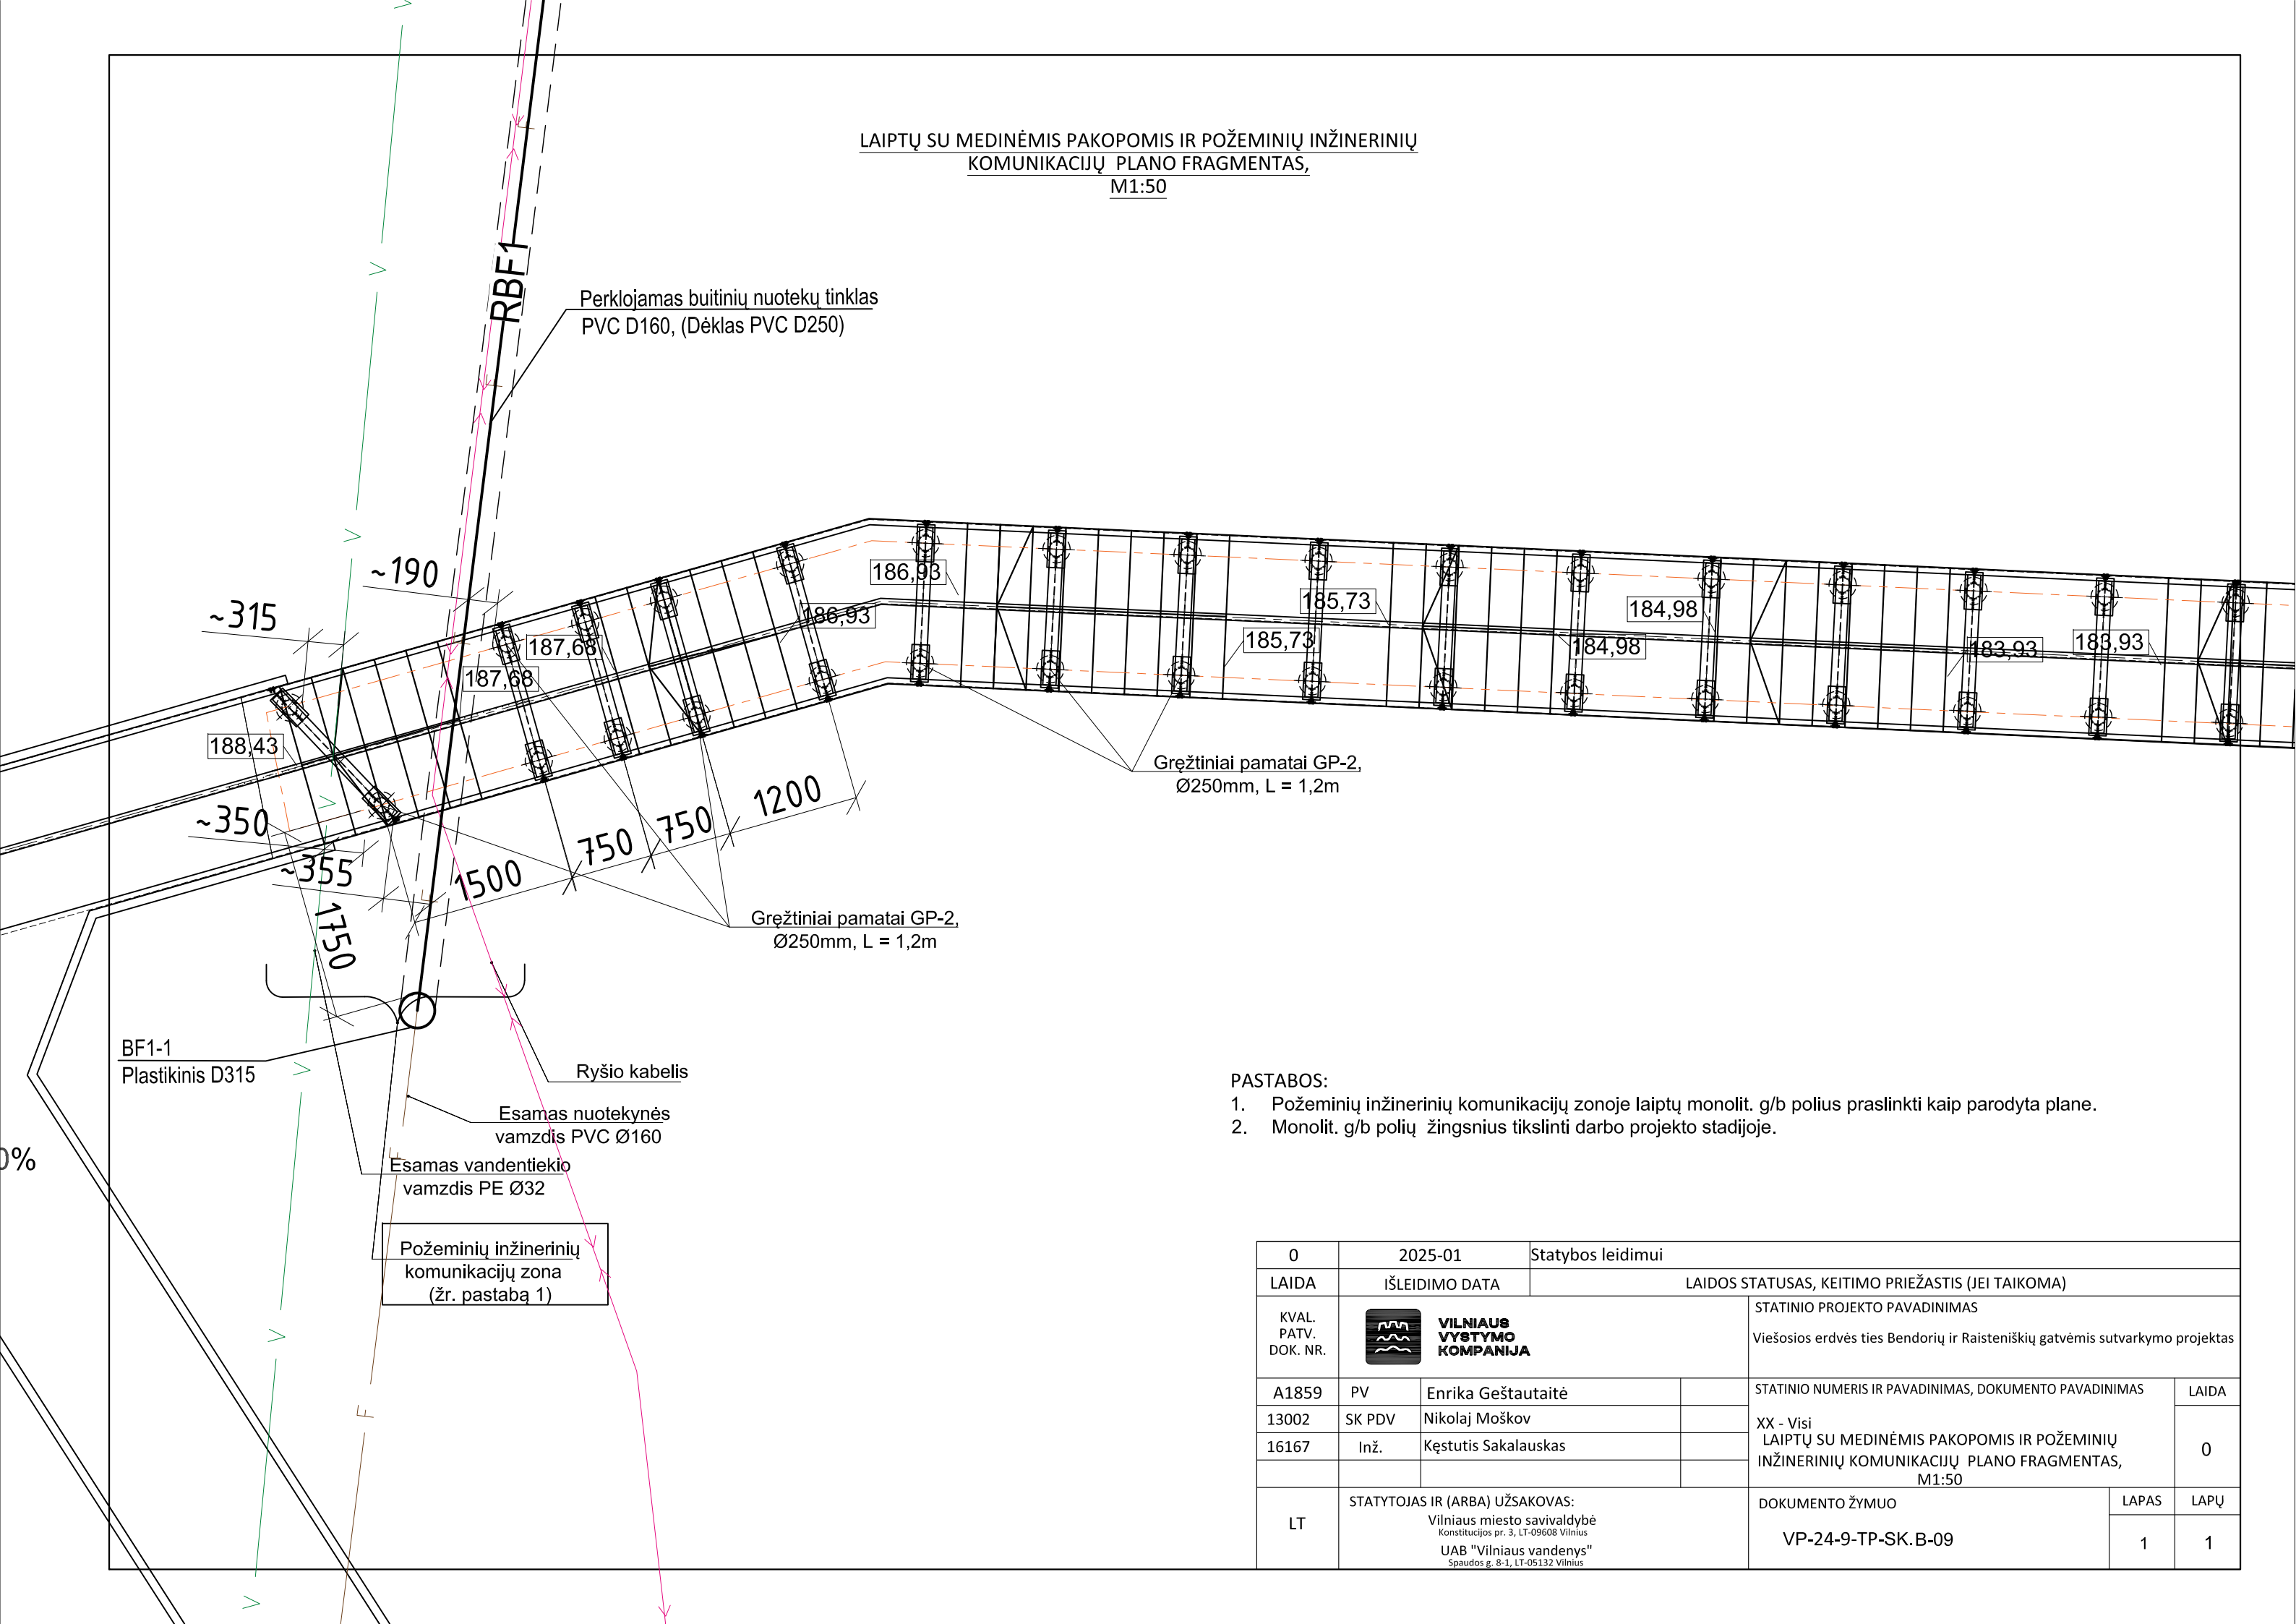 LAIPTŲ SU MEDINĖMIS PAKOPOMIS IR POŽEMINIŲ INŽINERINIŲ
KOMUNIKACIJŲ PLANO FRAGMENTAS,
M1:50
RBF1
Perklojamas buitinių nuotekų tinklas
PVC D160, (Dėklas PVC D250)
~190
~315
186,93
186,93
185,73
185,73
184,98
184,98
183,93
183,93
187,68
187,68
188,43
~350
~355
1750
1500
750
750
1200
Gręžtiniai pamatai GP-2,
Ø250mm, L = 1,2m
Gręžtiniai pamatai GP-2,
Ø250mm, L = 1,2m
BF1-1
Plastikinis D315
Ryšio kabelis
Esamas nuotekynės
vamzdis PVC Ø160
Esamas vandentiekio
vamzdis PE Ø32
Požeminių inžinerinių
komunikacijų zona
(žr. pastabą 1)
0%
V
V
V
V
V
V
V
V
F
PASTABOS:
1. Požeminių inžinerinių komunikacijų zonoje laiptų monolit. g/b polius praslinkti kaip parodyta plane.
2. Monolit. g/b polių žingsnius tikslinti darbo projekto stadijoje.
0 2025-01 Statybos leidimui
LAIDA IŠLEIDIMO DATA LAIDOS STATUSAS, KEITIMO PRIEŽASTIS (JEI TAIKOMA)
KVAL.
PATV.
DOK. NR.
VILNIAUS
VYSTYMO
KOMPANIJA
STATINIO PROJEKTO PAVADINIMAS
Viešosios erdvės ties Bendorių ir Raisteniškių gatvėmis sutvarkymo projektas
A1859 PV Enrika Geštautaitė
13002 SK PDV Nikolaj Moškov
16167 Inž. Kęstutis Sakalauskas
STATINIO NUMERIS IR PAVADINIMAS, DOKUMENTO PAVADINIMAS
XX - Visi
LAIPTŲ SU MEDINĖMIS PAKOPOMIS IR POŽEMINIŲ
INŽINERINIŲ KOMUNIKACIJŲ PLANO FRAGMENTAS,
M1:50
LAIDA
0
LT
STATYTOJAS IR (ARBA) UŽSAKOVAS:
Vilniaus miesto savivaldybė
Konstitucijos pr. 3, LT-09608 Vilnius
UAB "Vilniaus vandenys"
Spaudos g. 8-1, LT-05132 Vilnius
DOKUMENTO ŽYMUO
VP-24-9-TP-SK.B-09
LAPAS LAPŲ
1 1